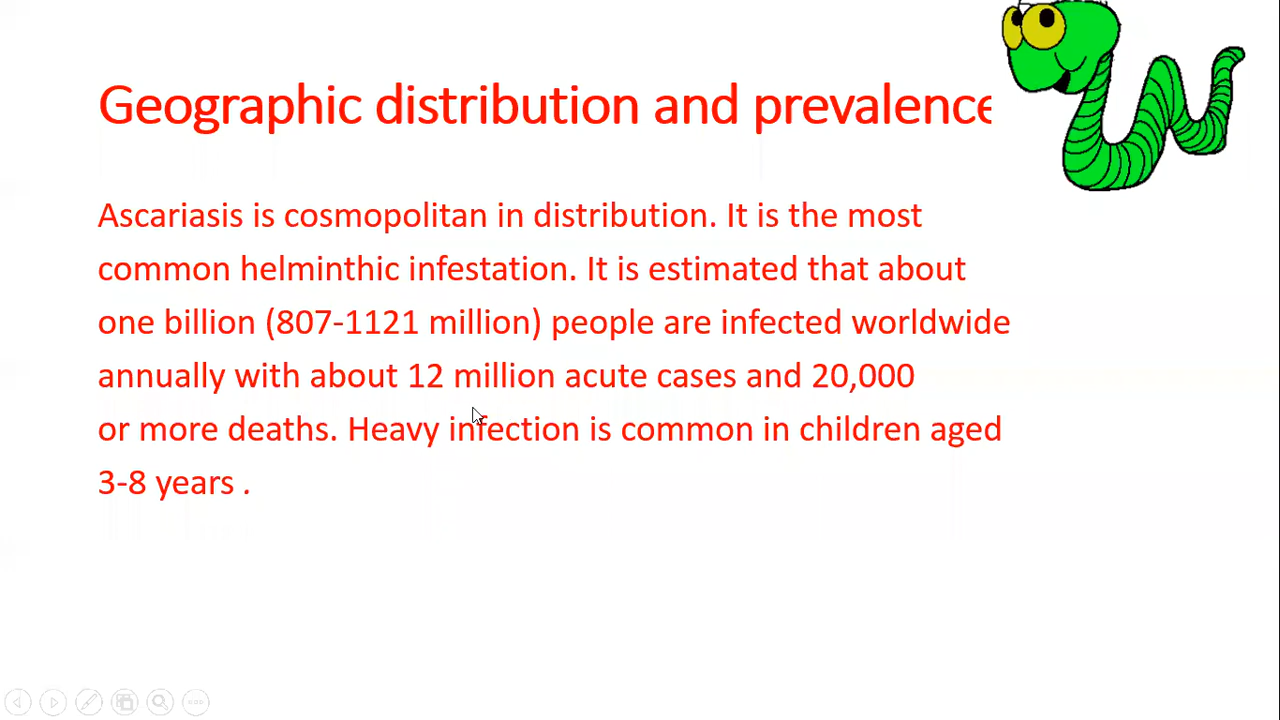 Geographic distribution and prevalence
Ascariasis is cosmopolitan in distribution. It is the most
common helminthic infestation. It is estimated that about
one billion (807-1121 million) people are infected worldwide
annually with about 12 million acute cases and 20,000
or more deaths. Heavy infection is common in children aged
3-8 years .